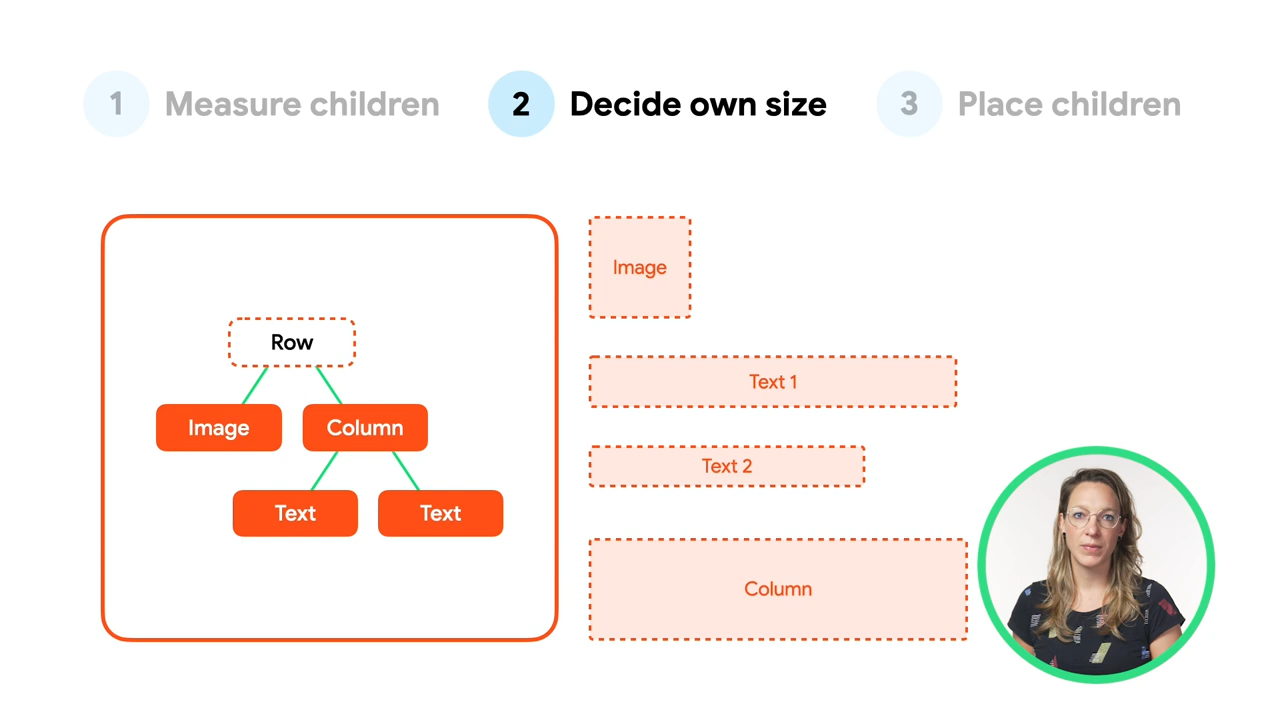 1 Measure children
2 Decide own size
3 Place children
Row
Image
Column
Text
Text
Image
Text 1
Text 2
Column